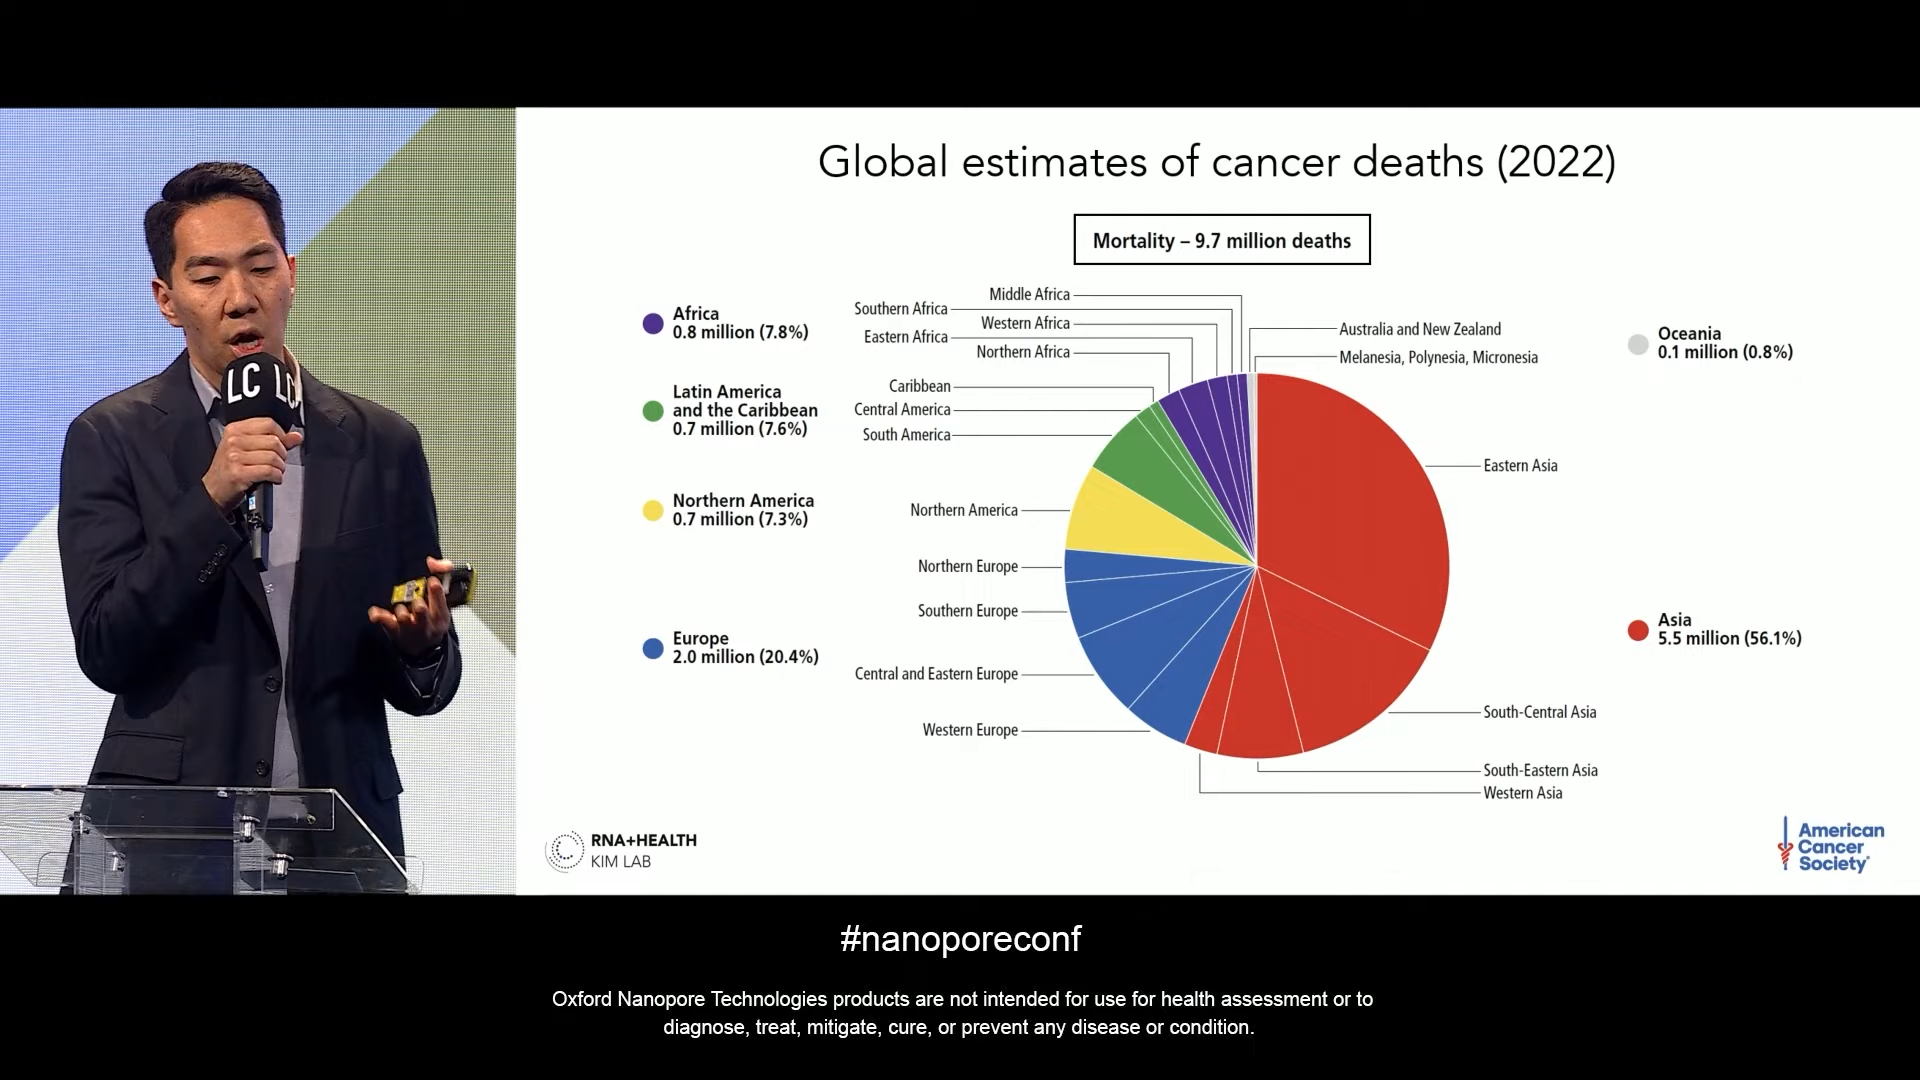 Global estimates of cancer deaths (2022)
Mortality – 9.7 million deaths
Africa
0.8 million (7.8%)
Latin America
and the Caribbean
0.7 million (7.6%)
Northern America
0.7 million (7.3%)
Europe
2.0 million (20.4%)
Middle Africa
Southern Africa
Western Africa
Eastern Africa
Northern Africa
Caribbean
Central America
South America
Northern America
Northern Europe
Southern Europe
Central and Eastern Europe
Western Europe
Australia and New Zealand
Melanesia, Polynesia, Micronesia
Eastern Asia
South-Central Asia
South-Eastern Asia
Western Asia
Oceania
0.1 million (0.8%)
Asia
5.5 million (56.1%)
LC LC
RNA+HEALTH
KIM LAB
American
Cancer
Society
#nanoporeconf
Oxford Nanopore Technologies products are not intended for use for health assessment or to
diagnose, treat, mitigate, cure, or prevent any disease or condition.